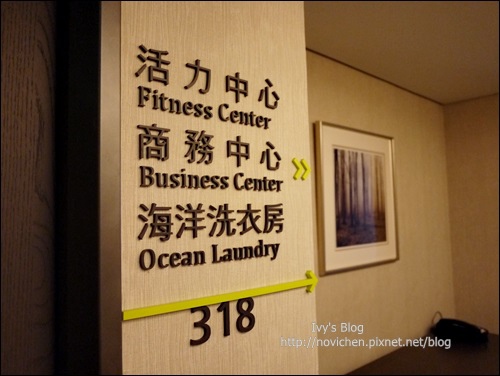 活力中心
Fitness Center
商務中心
Business Center
海洋洗衣房
Ocean Laundry
318
Ivy's Blog
http://novichen.pixnet.net/blog